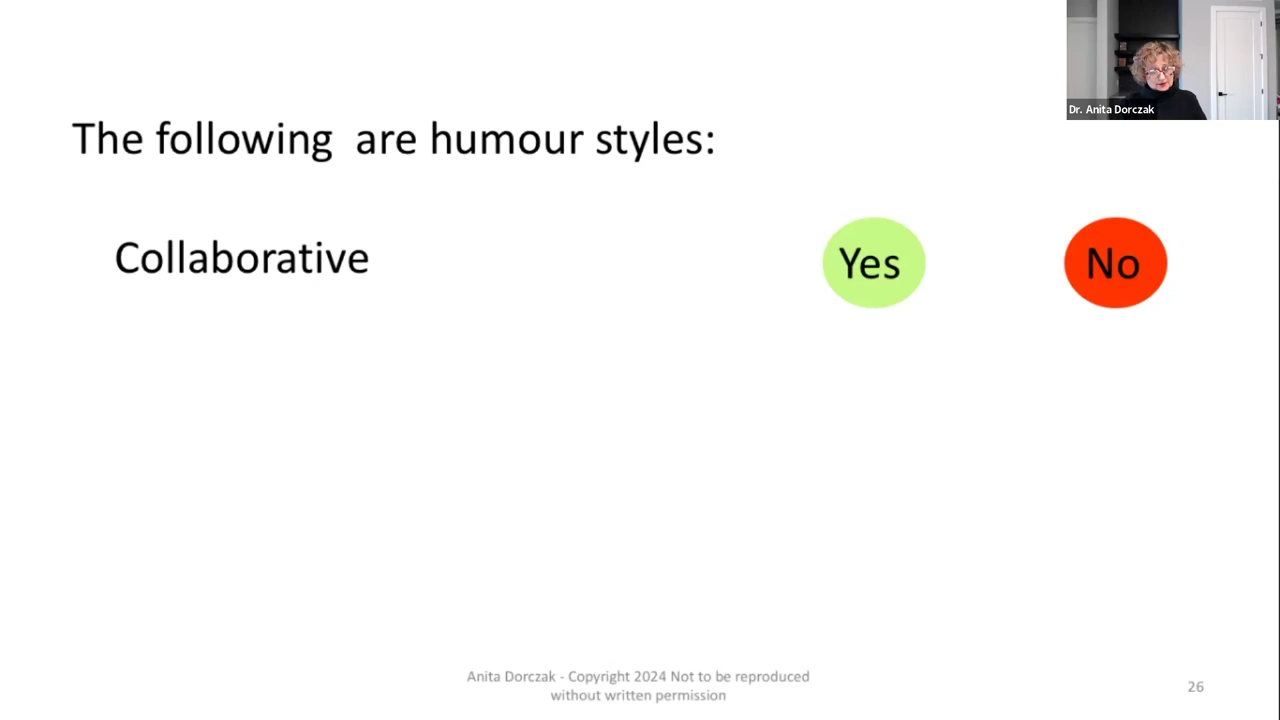 Dr. Anita Dorczak
The following  are humour styles:
Collaborative
Yes
No
Anita Dorczak - Copyright 2024 Not to be reproduced
without written permission
26